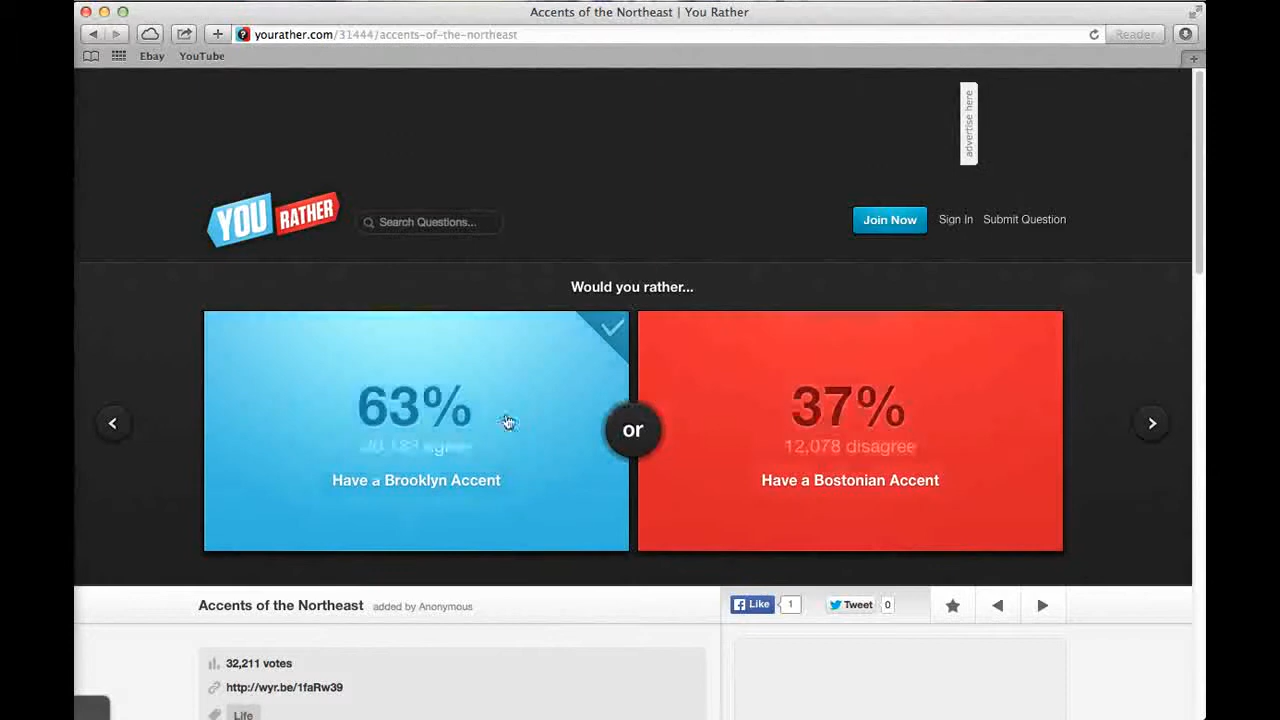 Accents of the Northeast | You Rather
yourather.com/31444/accents-of-the-northeast
Reader
Ebay YouTube
advertise here
YOU RATHER
Search Questions...
Join Now Sign In Submit Question
Would you rather...
63% or 37%
agree 12,078 disagree
Have a Brooklyn Accent Have a Bostonian Accent
Accents of the Northeast added by Anonymous
Like 1 Tweet 0
32,211 votes
http://wyr.be/1faRw39
Life